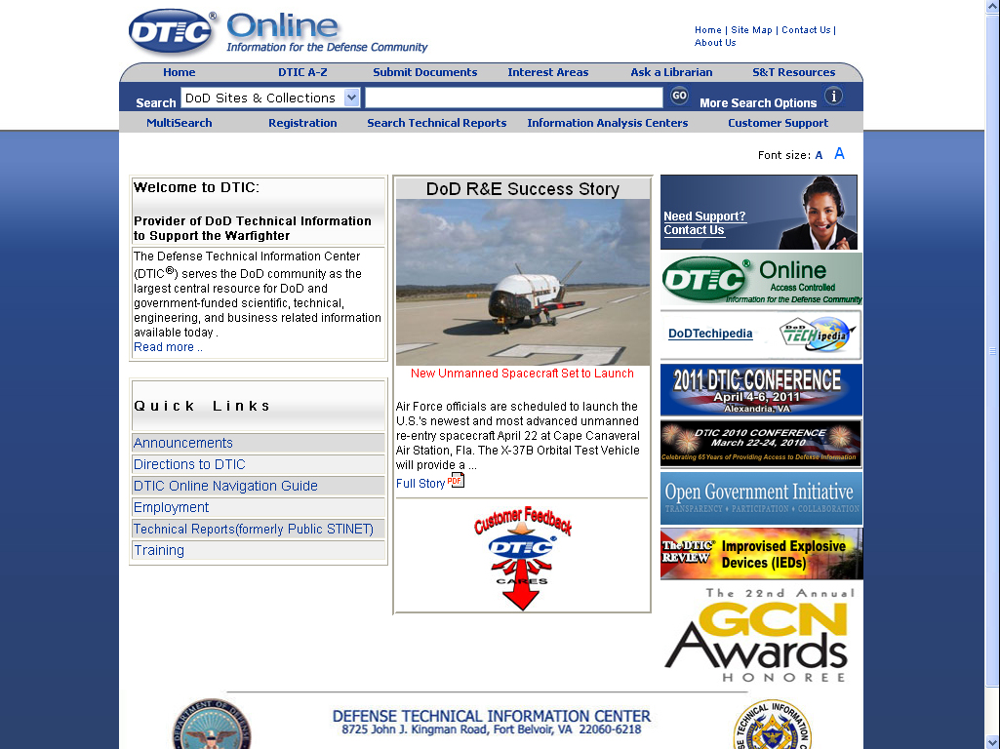 DTIC® Online
Information for the Defense Community
Home | Site Map | Contact Us |
About Us
Home DTIC A-Z Submit Documents Interest Areas Ask a Librarian S&T Resources
Search DoD Sites & Collections GO More Search Options i
MultiSearch Registration Search Technical Reports Information Analysis Centers Customer Support
Font size: A A
Welcome to DTIC:
Provider of DoD Technical Information
to Support the Warfighter
The Defense Technical Information Center
(DTIC®) serves the DoD community as the
largest central resource for DoD and
government-funded scientific, technical,
engineering, and business related information
available today .
Read more ..
Quick Links
Announcements
Directions to DTIC
DTIC Online Navigation Guide
Employment
Technical Reports(formerly Public STINET)
Training
DoD R&E Success Story
New Unmanned Spacecraft Set to Launch
Air Force officials are scheduled to launch the
U.S.'s newest and most advanced unmanned
re-entry spacecraft April 22 at Cape Canaveral
Air Station, Fla. The X-37B Orbital Test Vehicle
will provide a ...
Full Story PDF
Customer Feedback
DTIC®
CARES
Need Support?
Contact Us
DTIC® Online
Access Controlled
Information for the Defense Community
DoDTechipedia
DoD
TECHipedia
2011 DTIC CONFERENCE
April 4-6, 2011
Alexandria, VA
DTIC 2010 CONFERENCE
March 22-24, 2010
Celebrating 65 Years of Providing Access to Defense Information
Open Government Initiative
TRANSPARENCY • PARTICIPATION • COLLABORATION
The DTIC® REVIEW
Improvised Explosive
Devices (IEDs)
The 22nd Annual
GCN
Awards
HONOREE
DEPARTMENT OF DEFENSE
DEFENSE TECHNICAL INFORMATION CENTER
8725 John J. Kingman Road, Fort Belvoir, VA 22060-6218
TECHNICAL INFORMATION